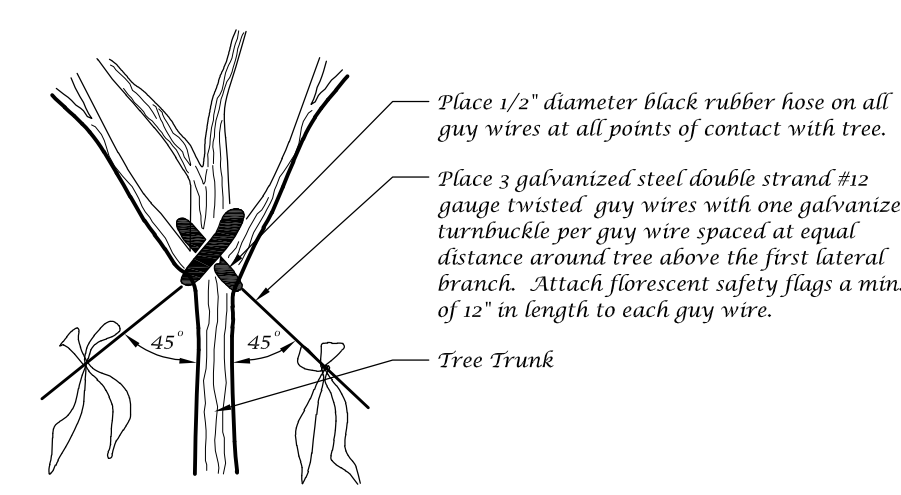 Place 1/2" diameter black rubber hose on all
guy wires at all points of contact with tree.
Place 3 galvanized steel double strand #12
gauge twisted guy wires with one galvanize
turnbuckle per guy wire spaced at equal
distance around tree above the first lateral
branch. Attach florescent safety flags a min.
of 12" in length to each guy wire.
45° 45°
Tree Trunk